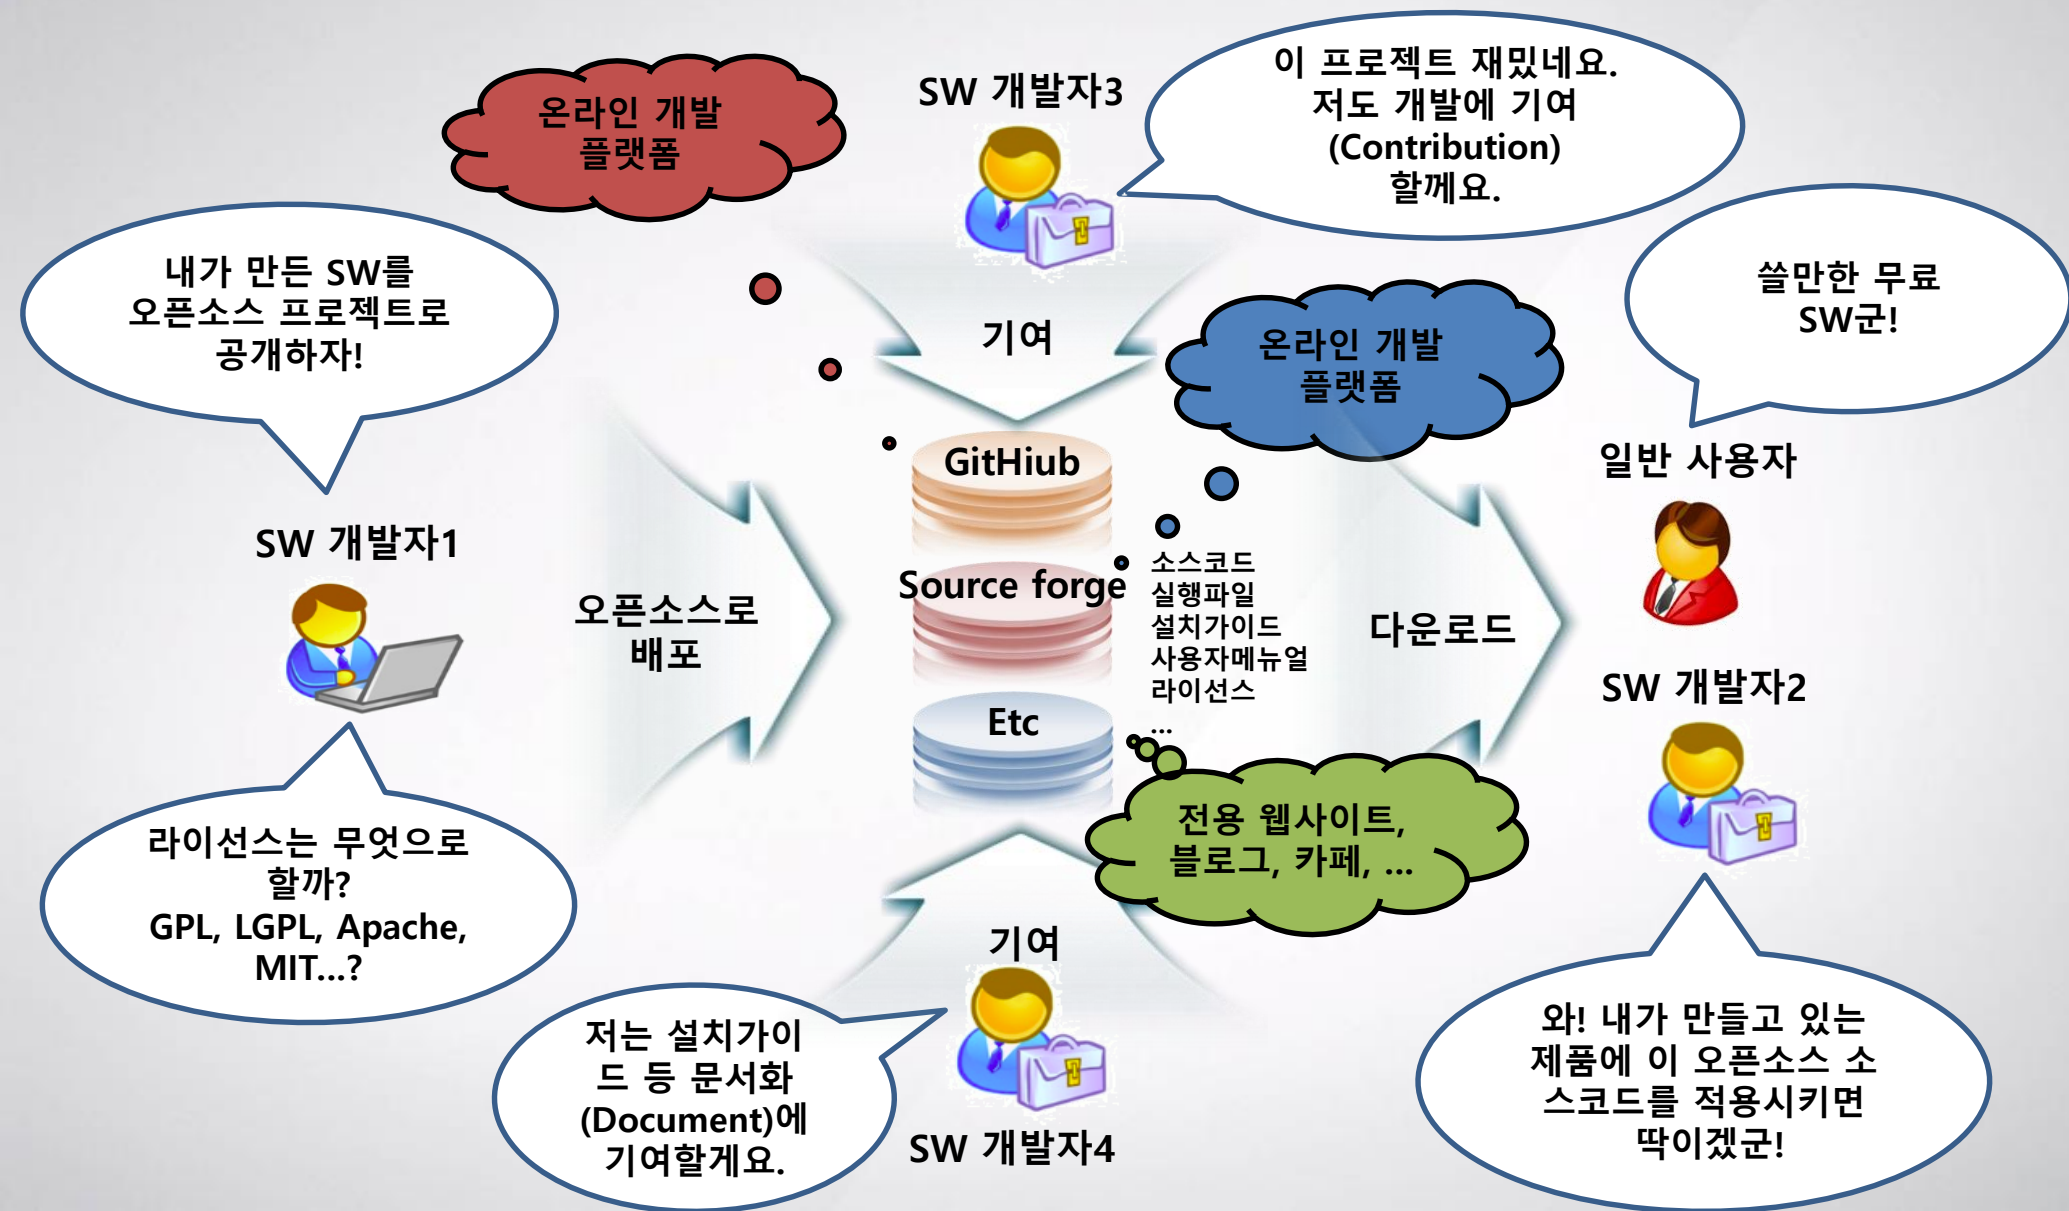 온라인 개발
플랫폼
SW 개발자3
이 프로젝트 재밌네요.
저도 개발에 기여
(Contribution)
할께요.
내가 만든 SW를
오픈소스 프로젝트로
공개하자!
쓸만한 무료
SW군!
기여
온라인 개발
플랫폼
GitHiub
일반 사용자
SW 개발자1
오픈소스로
배포
Source forge
소스코드
실행파일
설치가이드
사용자메뉴얼
라이선스
...
다운로드
SW 개발자2
Etc
전용 웹사이트,
블로그, 카페, ...
라이선스는 무엇으로
할까?
GPL, LGPL, Apache,
MIT...?
기여
저는 설치가이
드 등 문서화
(Document)에
기여할게요.
SW 개발자4
와! 내가 만들고 있는
제품에 이 오픈소스 소
스코드를 적용시키면
딱이겠군!